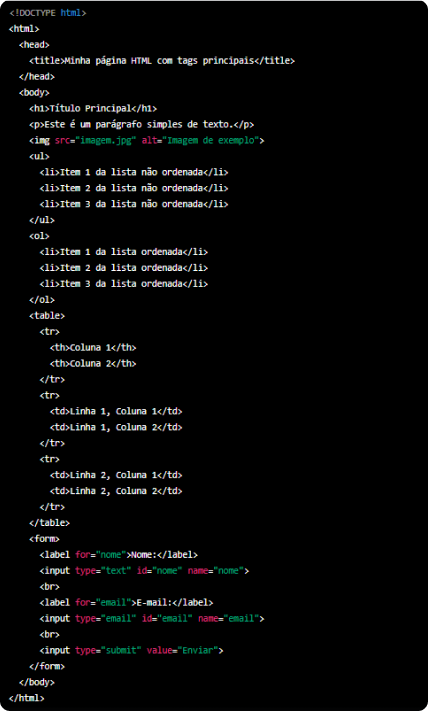 <!DOCTYPE html>
<html>
  <head>
    <title>Minha página HTML com tags principais</title>
  </head>
  <body>
    <h1>Título Principal</h1>
    <p>Este é um parágrafo simples de texto.</p>
    <img src="imagem.jpg" alt="Imagem de exemplo">
    <ul>
      <li>Item 1 da lista não ordenada</li>
      <li>Item 2 da lista não ordenada</li>
      <li>Item 3 da lista não ordenada</li>
    </ul>
    <ol>
      <li>Item 1 da lista ordenada</li>
      <li>Item 2 da lista ordenada</li>
      <li>Item 3 da lista ordenada</li>
    </ol>
    <table>
      <tr>
        <th>Coluna 1</th>
        <th>Coluna 2</th>
      </tr>
      <tr>
        <td>Linha 1, Coluna 1</td>
        <td>Linha 1, Coluna 2</td>
      </tr>
      <tr>
        <td>Linha 2, Coluna 1</td>
        <td>Linha 2, Coluna 2</td>
      </tr>
    </table>
    <form>
      <label for="nome">Nome:</label>
      <input type="text" id="nome" name="nome">
      <br>
      <label for="email">E-mail:</label>
      <input type="email" id="email" name="email">
      <br>
      <input type="submit" value="Enviar">
    </form>
  </body>
</html>